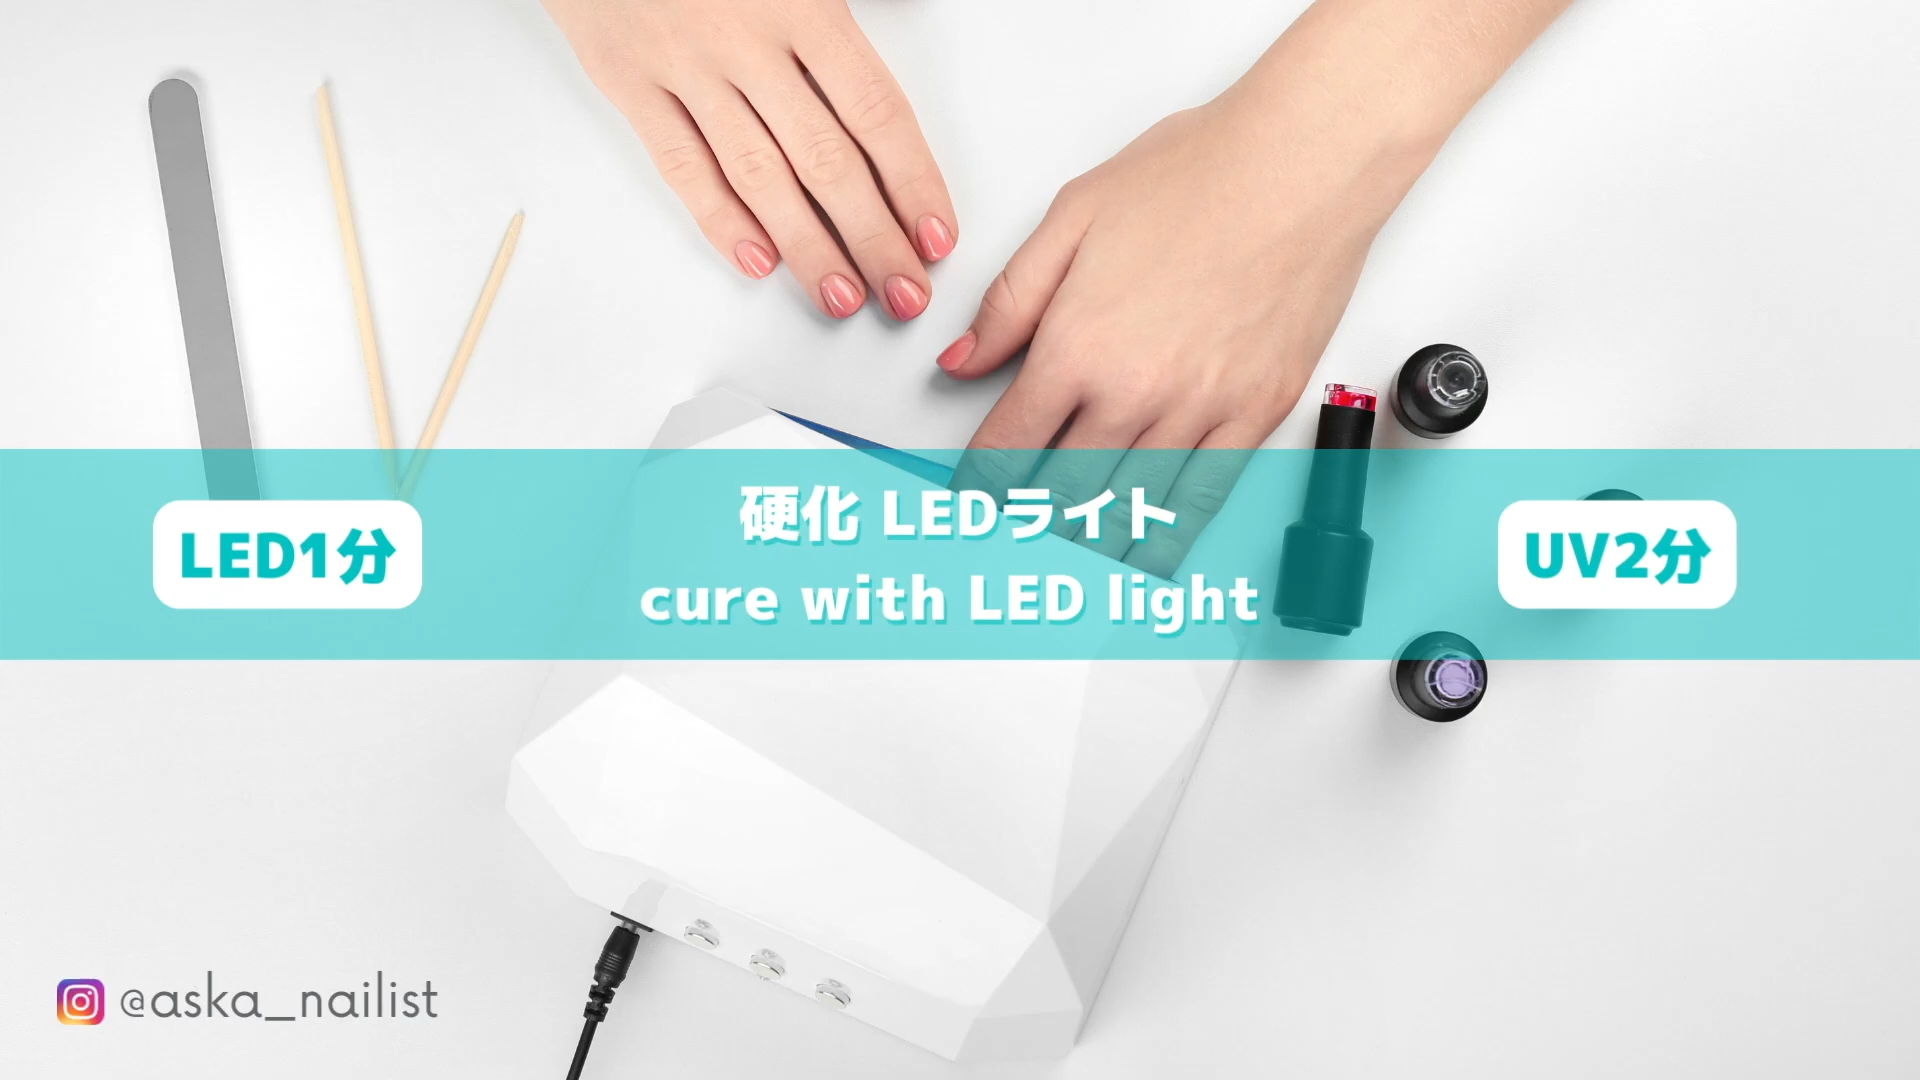 硬化 LEDライト
cure with LED light
LED1分
UV2分
@aska_nailist